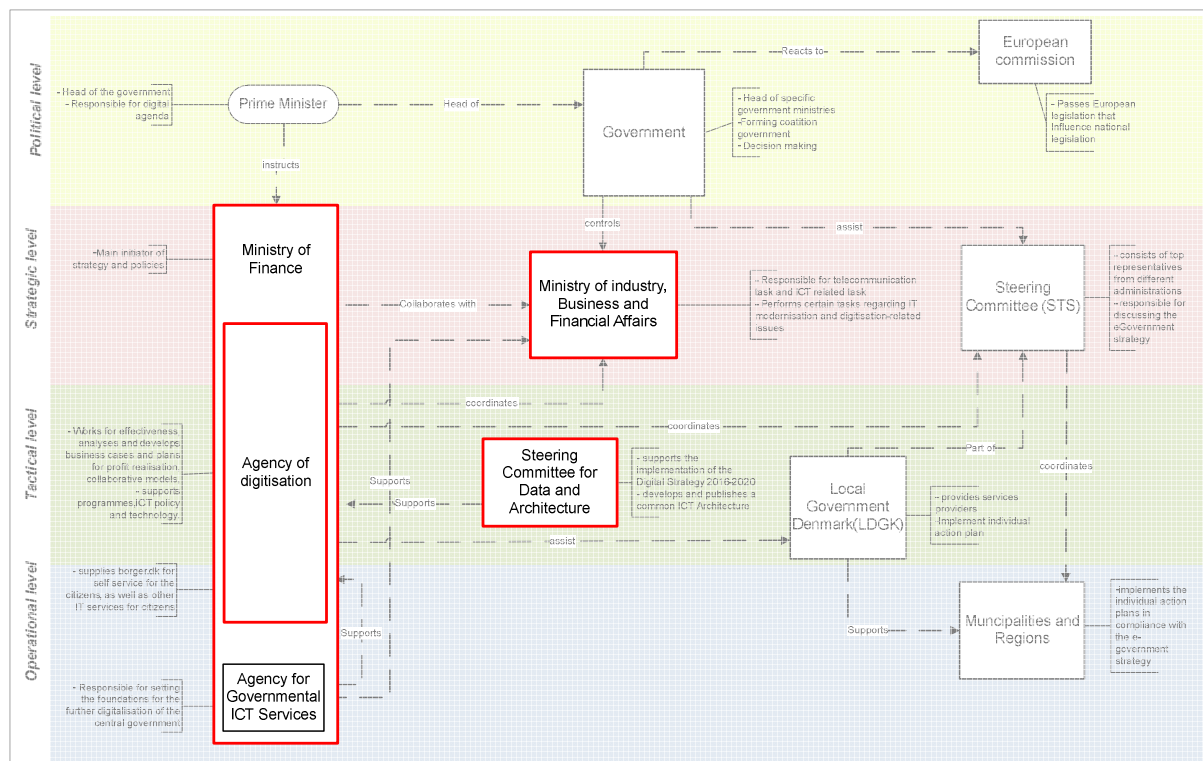 Political level
Strategic level
Tactical level
Operational level
European
commission
Reacts to
- Head of the government
- Responsible for digital
agenda
Prime Minister
Head of
Government
- Head of specific
government ministries
-Forming coatition
government
- Decision making
- Passes European
legislation that
Influence national
legislation
instructs
controls
assist
-Main initiator of
strategy and policies
Ministry of
Finance
Collaborates with
Ministry of industry,
Business and
Financial Affairs
- Responsible for telecommunication
task and ICT related task
- Performs certain tasks regarding IT
modernisation and digitisation-related
issues
Steering
Committee (STS)
- consists of top
representatives
from different
administrations
- responsible for
discussing the
eGovernment
strategy
coordinates
coordinates
- Works for effectiveness,
analyses and develops
business cases and plans
for profit realisation,
collaborative models.
- supports
programmes,ICT policy
and technology.
Agency of
digitisation
Supports
Supports
Steering
Committee for
Data and
Architecture
- supports the
implementation of the
Digital Strategy 2016-2020
- develops and publishes a
common ICT Architecture
Part of
coordinates
Local
Government
Denmark(LDGK)
- provides services
providers
-Implement individual
action plan
assist
- supplies borger.dk for
self service for the
citizens, as well as other
IT services for citizens
Supports
Supports
Muncipalities and
Regions
-implements the
individual action
plans in
compliance with
the e-
government
strategy
- Responsible for setting
the foundations for the
further digitalisation of the
central government
Agency for
Governmental
ICT Services